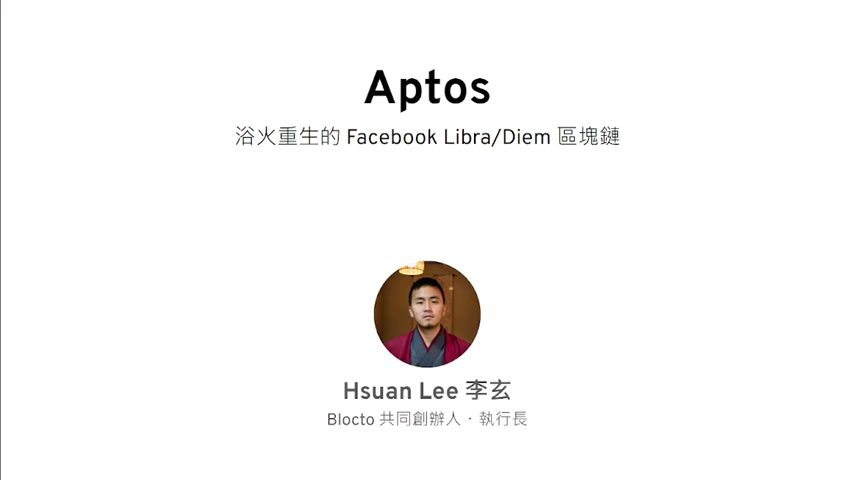 Aptos
浴火重生的 Facebook Libra/Diem 區塊鏈
Hsuan Lee 李玄
Blocto 共同創辦人・執行長